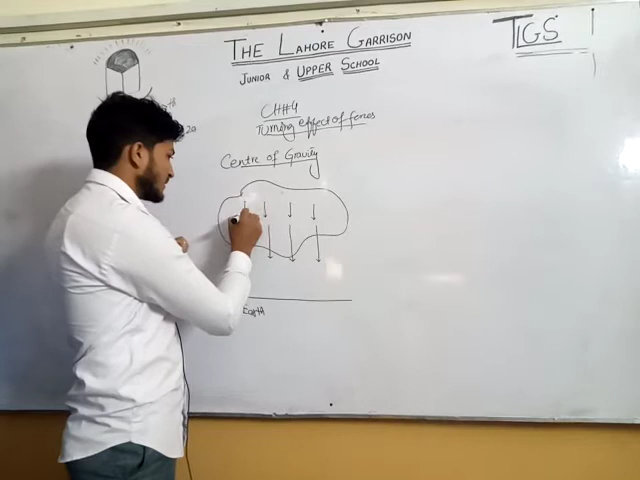 THE LAHORE GARRISON
JUNIOR & UPPER SCHOOL
TLGS
CH#4
Turning effect of forces
Centre of Gravity
Earth